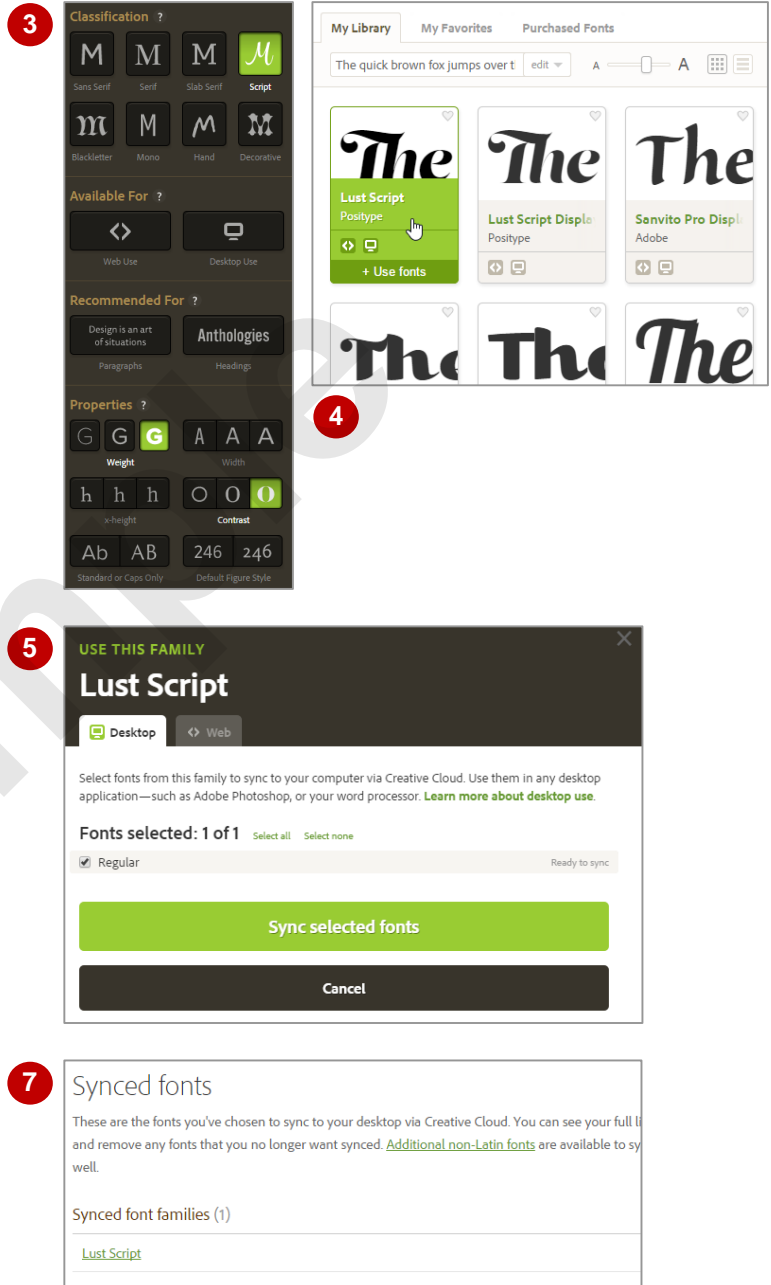 3
Classification ?
M M M M
Sans Serif Serif Slab Serif Script
m M M M
Blackletter Mono Hand Decorative
Available For ?
Web Use Desktop Use
Recommended For ?
Design is an art
of situations
Anthologies
Paragraphs Headings
Properties ?
G G G A A A
Weight Width
h h h O O O
x-height Contrast
Ab AB 246 246
Standard or Caps Only Default Figure Style
My Library My Favorites Purchased Fonts
The quick brown fox jumps over t edit A A
The The The
Lust Script Lust Script Displa Sanvito Pro Displ
Positype Positype Adobe
+ Use fonts
The The The
4
5
USE THIS FAMILY
Lust Script
Desktop Web
Select fonts from this family to sync to your computer via Creative Cloud. Use them in any desktop
application—such as Adobe Photoshop, or your word processor. Learn more about desktop use.
Fonts selected: 1 of 1 Select all Select none
Regular Ready to sync
Sync selected fonts
Cancel
7
Synced fonts
These are the fonts you've chosen to sync to your desktop via Creative Cloud. You can see your full li
and remove any fonts that you no longer want synced. Additional non-Latin fonts are available to sy
well.
Synced font families (1)
Lust Script